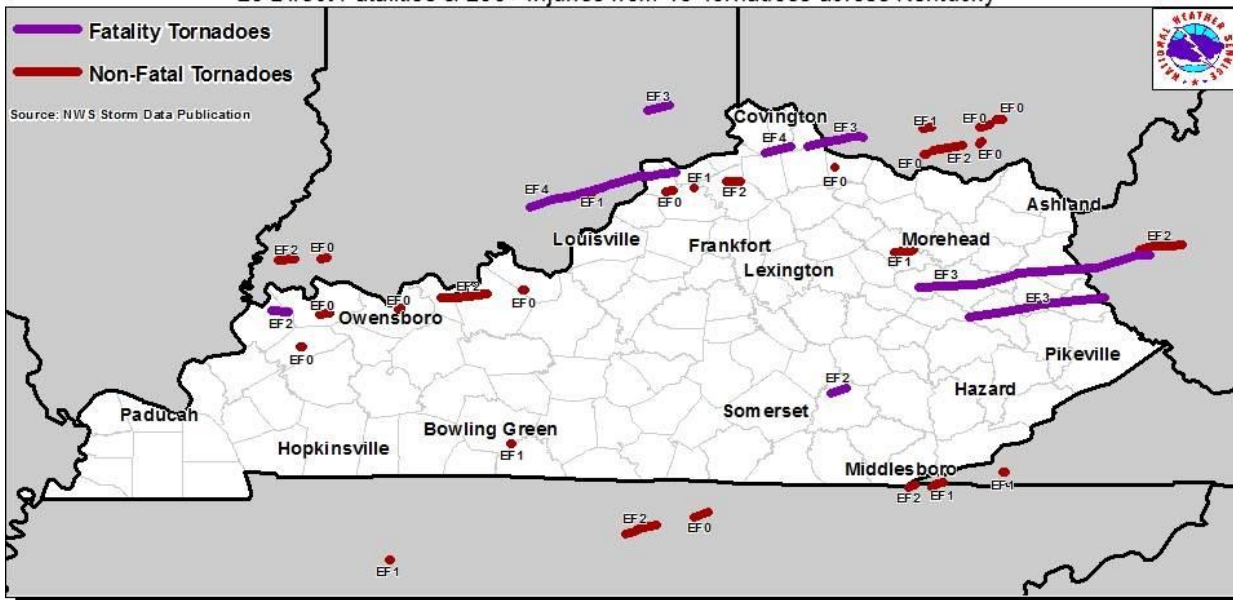 Fatality Tornadoes
Non-Fatal Tornadoes
Source: NWS Storm Data Publication
NATIONAL WEATHER SERVICE
EF3
Covington
EF4
EF3
EF1
EF0
EF0
EF0
EF2
EF0
EF0
EF4
EF1
EF0
EF1
EF2
Ashland
Louisville
Frankfort
Morehead
EF1
Lexington
EF2
EF2
EF0
EF3
EF3
EF2
EF0
Owensboro
EF0
EF0
EF0
Pikeville
EF2
Hazard
Paducah
Somerset
Bowling Green
EF1
Hopkinsville
Middlesboro
EF2
EF1
EF1
EF2
EF0
EF1